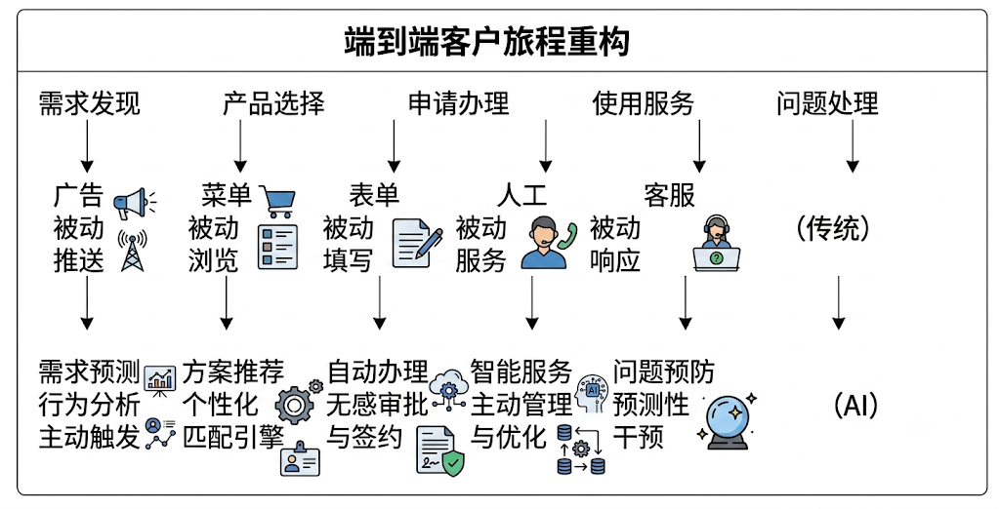 端到端客户旅程重构
需求发现 产品选择 申请办理 使用服务 问题处理
广告 菜单 表单 人工 客服
被动 被动 被动 被动 被动 （传统）
推送 浏览 填写 服务 响应
?
需求预测 方案推荐 自动办理 智能服务 问题预防
AI
行为分析 个性化 无感审批 主动管理 预测性 （AI）
主动触发 匹配引擎 与签约 与优化 干预